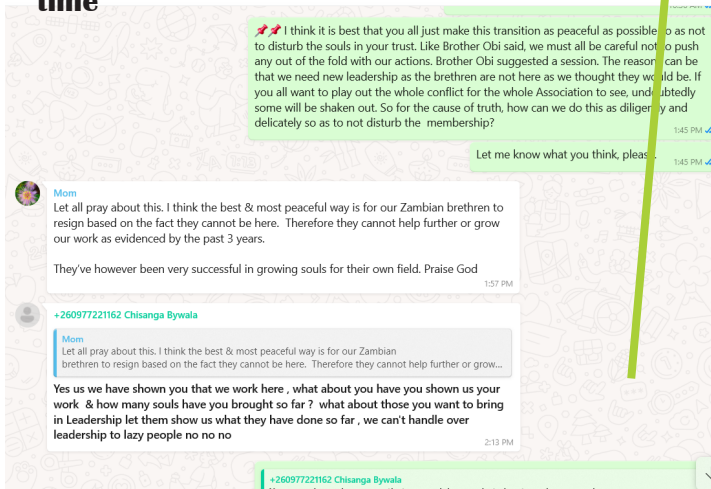 time
📌📌 I think it is best that you all just make this transition as peaceful as possible so as not
to disturb the souls in your trust. Like Brother Obi said, we must all be careful not to push
any out of the fold with our actions. Brother Obi suggested a session. The reason can be
that we need new leadership as the brethren are not here as we thought they would be. If
you all want to play out the whole conflict for the whole Association to see, undoubtedly
some will be shaken out. So for the cause of truth, how can we do this as diligently and
delicately so as to not disturb the membership?
1:45 PM
Let me know what you think, please.
1:45 PM
Mom
Let all pray about this. I think the best & most peaceful way is for our Zambian brethren to
resign based on the fact they cannot be here. Therefore they cannot help further or grow
our work as evidenced by the past 3 years.
They've however been very successful in growing souls for their own field. Praise God
1:57 PM
+260977221162 Chisanga Bywala
Mom
Let all pray about this. I think the best & most peaceful way is for our Zambian
brethren to resign based on the fact they cannot be here. Therefore they cannot help further or grow...
Yes us we have shown you that we work here , what about you have you shown us your
work & how many souls have you brought so far ? what about those you want to bring
in Leadership let them show us what they have done so far , we can't handle over
leadership to lazy people no no no
2:13 PM
+260977221162 Chisanga Bywala